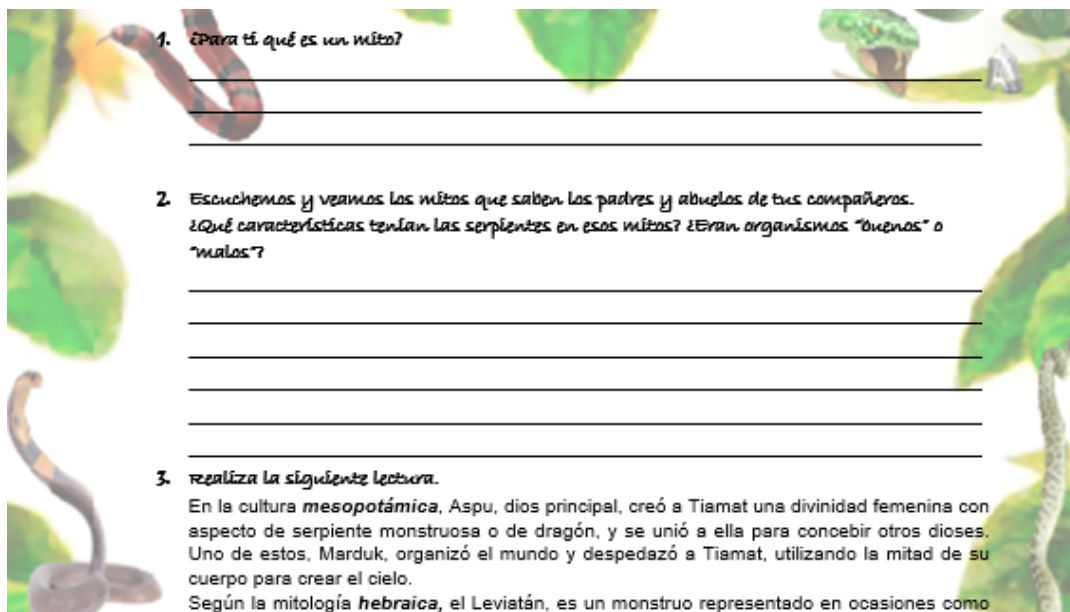 1. ¿Para ti qué es un mito?
2. Escuchemos y veamos los mitos que saben los padres y abuelos de tus compañeros.
¿Qué características tenían las serpientes en esos mitos? ¿Eran organismos "buenos" o
"malos"?
3. Realiza la siguiente lectura.
En la cultura mesopotámica, Aspu, dios principal, creó a Tiamat una divinidad femenina con
aspecto de serpiente monstruosa o de dragón, y se unió a ella para concebir otros dioses.
Uno de estos, Marduk, organizó el mundo y despedazó a Tiamat, utilizando la mitad de su
cuerpo para crear el cielo.
Según la mitología hebraica, el Leviatán, es un monstruo representado en ocasiones como